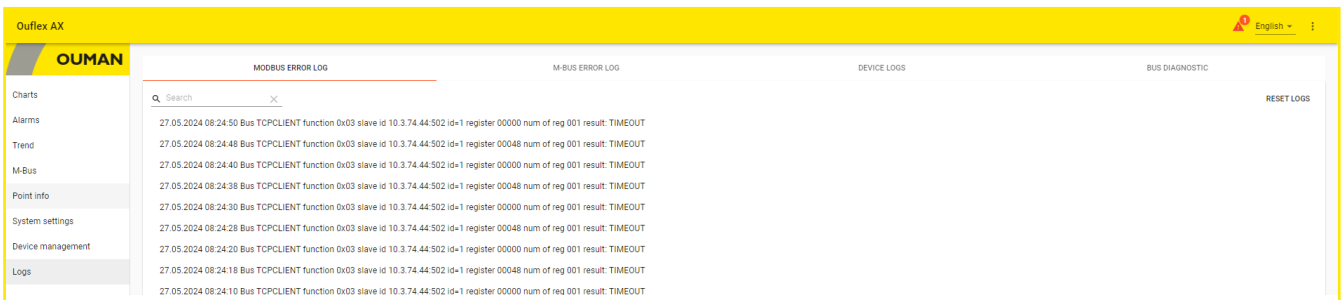 Ouflex AX
1
English
OUMAN
MODBUS ERROR LOG
M-BUS ERROR LOG
DEVICE LOGS
BUS DIAGNOSTIC
Charts
Alarms
Trend
M-Bus
Point info
System settings
Device management
Logs
Search
RESET LOGS
27.05.2024 08:24:50 Bus TCPCLIENT function 0x03 slave id 10.3.74.44:502 id=1 register 00000 num of reg 001 result: TIMEOUT
27.05.2024 08:24:48 Bus TCPCLIENT function 0x03 slave id 10.3.74.44:502 id=1 register 00048 num of reg 001 result: TIMEOUT
27.05.2024 08:24:40 Bus TCPCLIENT function 0x03 slave id 10.3.74.44:502 id=1 register 00000 num of reg 001 result: TIMEOUT
27.05.2024 08:24:38 Bus TCPCLIENT function 0x03 slave id 10.3.74.44:502 id=1 register 00048 num of reg 001 result: TIMEOUT
27.05.2024 08:24:30 Bus TCPCLIENT function 0x03 slave id 10.3.74.44:502 id=1 register 00000 num of reg 001 result: TIMEOUT
27.05.2024 08:24:28 Bus TCPCLIENT function 0x03 slave id 10.3.74.44:502 id=1 register 00048 num of reg 001 result: TIMEOUT
27.05.2024 08:24:20 Bus TCPCLIENT function 0x03 slave id 10.3.74.44:502 id=1 register 00000 num of reg 001 result: TIMEOUT
27.05.2024 08:24:18 Bus TCPCLIENT function 0x03 slave id 10.3.74.44:502 id=1 register 00048 num of reg 001 result: TIMEOUT
27.05.2024 08:24:10 Bus TCPCLIENT function 0x03 slave id 10.3.74.44:502 id=1 register 00000 num of reg 001 result: TIMEOUT